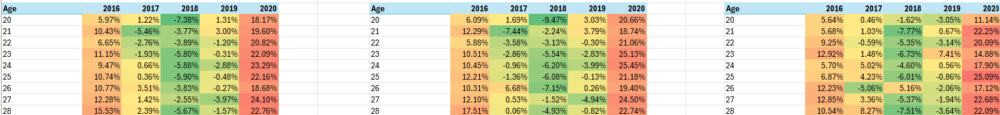 Age 2016 2017 2018 2019 2020 Age 2016 2017 2018 2019 2020 Age 2016 2017 2018 2019 2020
20 5.97% 1.22% -7.38% 1.31% 18.17% 20 6.09% 1.69% -9.47% 3.03% 20.66% 20 5.64% 0.46% -1.62% -3.05% 11.14%
21 10.43% -5.46% -3.77% 3.00% 19.60% 21 12.29% -7.44% -2.24% 3.79% 18.74% 21 5.68% 1.03% -7.77% 0.67% 22.25%
22 6.65% -2.76% -3.89% -1.20% 20.82% 22 5.88% -3.58% -3.13% -0.30% 21.06% 22 9.25% -0.59% -5.35% -3.14% 20.09%
23 11.15% -1.93% -5.80% -0.31% 22.09% 23 10.51% -2.86% -5.54% -2.83% 25.13% 23 12.92% 1.48% -6.73% 7.41% 14.88%
24 9.47% 0.66% -5.88% -2.88% 23.29% 24 10.45% -0.96% -6.20% -3.99% 25.45% 24 5.70% 5.02% -4.60% 0.56% 17.90%
25 10.74% 0.36% -5.90% -0.48% 22.16% 25 12.21% -1.36% -6.08% -0.13% 21.18% 25 6.87% 4.23% -6.01% -0.86% 25.09%
26 10.77% 3.51% -3.83% -0.27% 18.68% 26 10.31% 6.68% -7.15% 0.26% 19.40% 26 12.23% -5.06% 5.16% -2.06% 17.12%
27 12.28% 1.42% -2.55% -3.97% 24.10% 27 12.10% 0.53% -1.52% -4.94% 24.50% 27 12.85% 3.36% -5.37% -1.94% 22.68%
28 15.53% 2.39% -5.67% -1.57% 22.76% 28 17.51% 0.06% -4.93% -0.82% 22.74% 28 10.54% 8.27% -7.51% -3.64% 22.09%